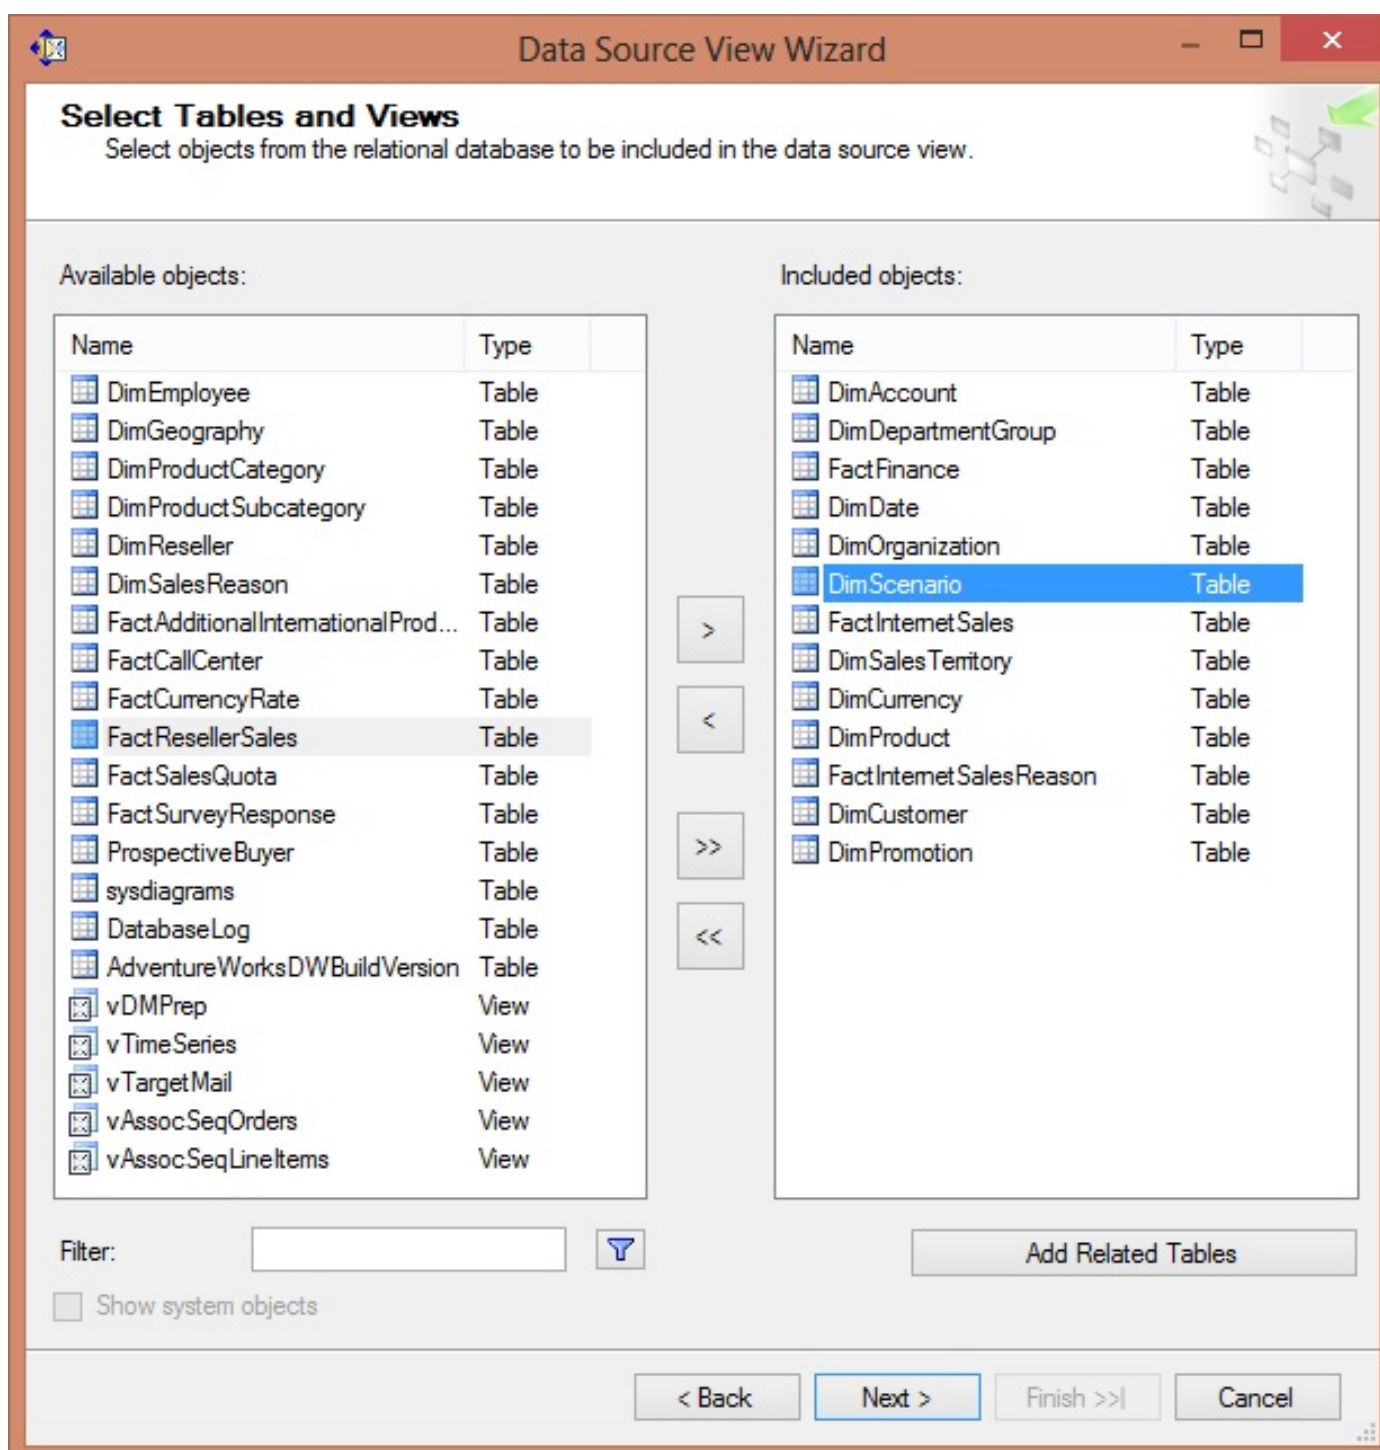 Data Source View Wizard
Select Tables and Views
Select objects from the relational database to be included in the data source view.
Available objects:
Name Type
DimEmployee Table
DimGeography Table
DimProductCategory Table
DimProductSubcategory Table
DimReseller Table
DimSalesReason Table
FactAdditionalInternationalProd... Table
FactCallCenter Table
FactCurrencyRate Table
FactResellerSales Table
FactSalesQuota Table
FactSurveyResponse Table
ProspectiveBuyer Table
sysdiagrams Table
DatabaseLog Table
AdventureWorksDWBuildVersion Table
vDMPrep View
vTimeSeries View
vTargetMail View
vAssocSeqOrders View
vAssocSeqLineItems View
>
<
>>
<<
Included objects:
Name Type
DimAccount Table
DimDepartmentGroup Table
FactFinance Table
DimDate Table
DimOrganization Table
DimScenario Table
FactInternetSales Table
DimSalesTerritory Table
DimCurrency Table
DimProduct Table
FactInternetSalesReason Table
DimCustomer Table
DimPromotion Table
Filter:
Add Related Tables
Show system objects
< Back Next > Finish >>| Cancel